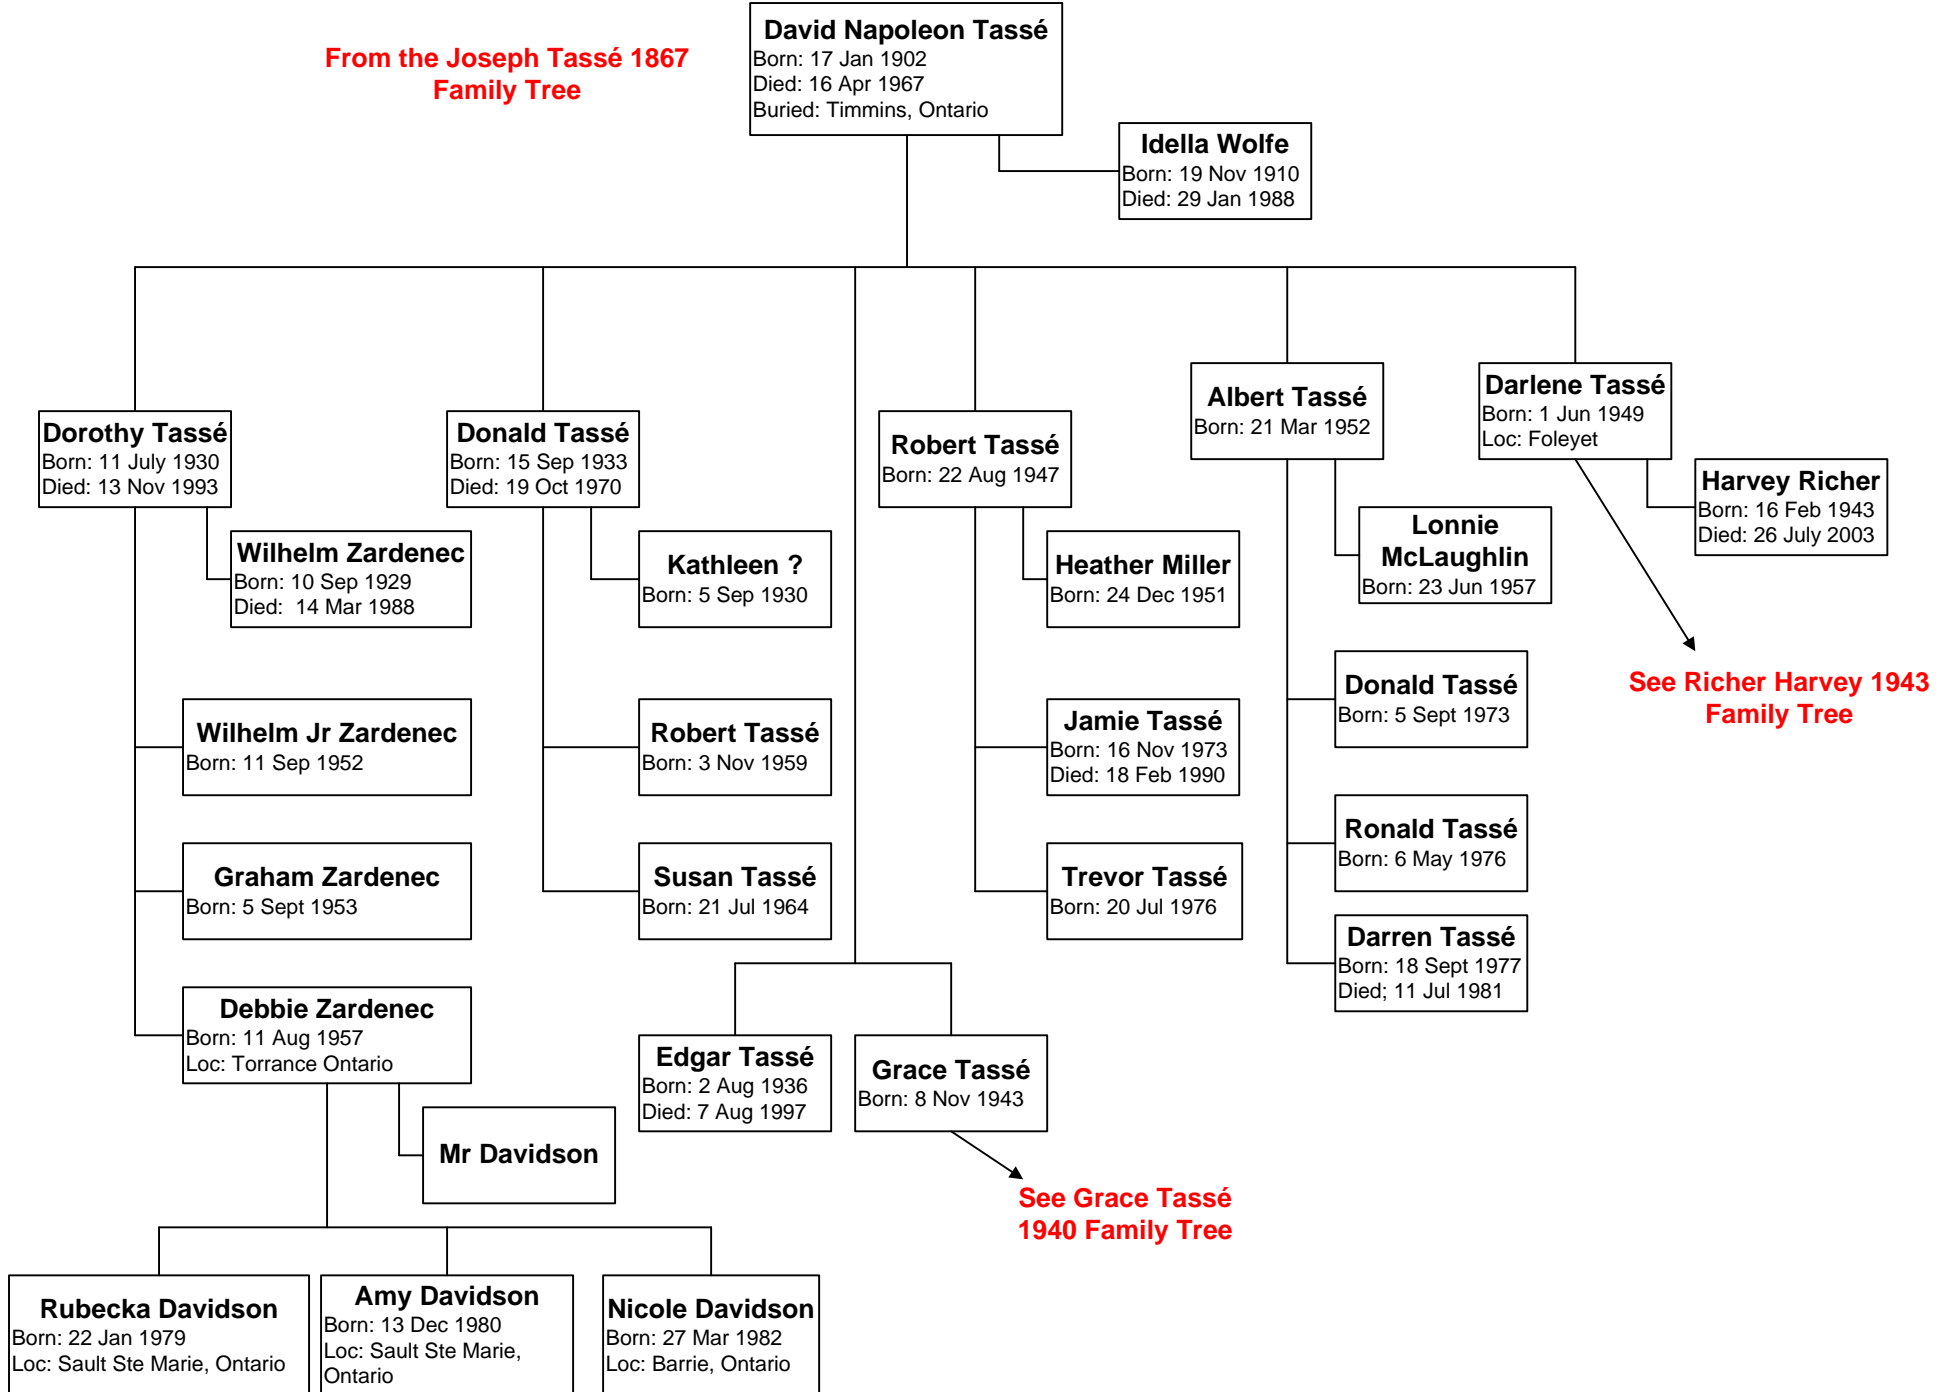 From the Joseph Tassé 1867
Family Tree
David Napoleon Tassé
Born: 17 Jan 1902
Died: 16 Apr 1967
Buried: Timmins, Ontario
Idella Wolfe
Born: 19 Nov 1910
Died: 29 Jan 1988
Dorothy Tassé
Born: 11 July 1930
Died: 13 Nov 1993
Donald Tassé
Born: 15 Sep 1933
Died: 19 Oct 1970
Robert Tassé
Born: 22 Aug 1947
Albert Tassé
Born: 21 Mar 1952
Darlene Tassé
Born: 1 Jun 1949
Loc: Foleyet
Harvey Richer
Born: 16 Feb 1943
Died: 26 July 2003
Wilhelm Zardenec
Born: 10 Sep 1929
Died:  14 Mar 1988
Kathleen ?
Born: 5 Sep 1930
Heather Miller
Born: 24 Dec 1951
Lonnie
McLaughlin
Born: 23 Jun 1957
See Richer Harvey 1943
Family Tree
Wilhelm Jr Zardenec
Born: 11 Sep 1952
Robert Tassé
Born: 3 Nov 1959
Jamie Tassé
Born: 16 Nov 1973
Died: 18 Feb 1990
Donald Tassé
Born: 5 Sept 1973
Graham Zardenec
Born: 5 Sept 1953
Susan Tassé
Born: 21 Jul 1964
Trevor Tassé
Born: 20 Jul 1976
Ronald Tassé
Born: 6 May 1976
Darren Tassé
Born: 18 Sept 1977
Died; 11 Jul 1981
Debbie Zardenec
Born: 11 Aug 1957
Loc: Torrance Ontario
Edgar Tassé
Born: 2 Aug 1936
Died: 7 Aug 1997
Grace Tassé
Born: 8 Nov 1943
Mr Davidson
See Grace Tassé
1940 Family Tree
Rubecka Davidson
Born: 22 Jan 1979
Loc: Sault Ste Marie, Ontario
Amy Davidson
Born: 13 Dec 1980
Loc: Sault Ste Marie,
Ontario
Nicole Davidson
Born: 27 Mar 1982
Loc: Barrie, Ontario